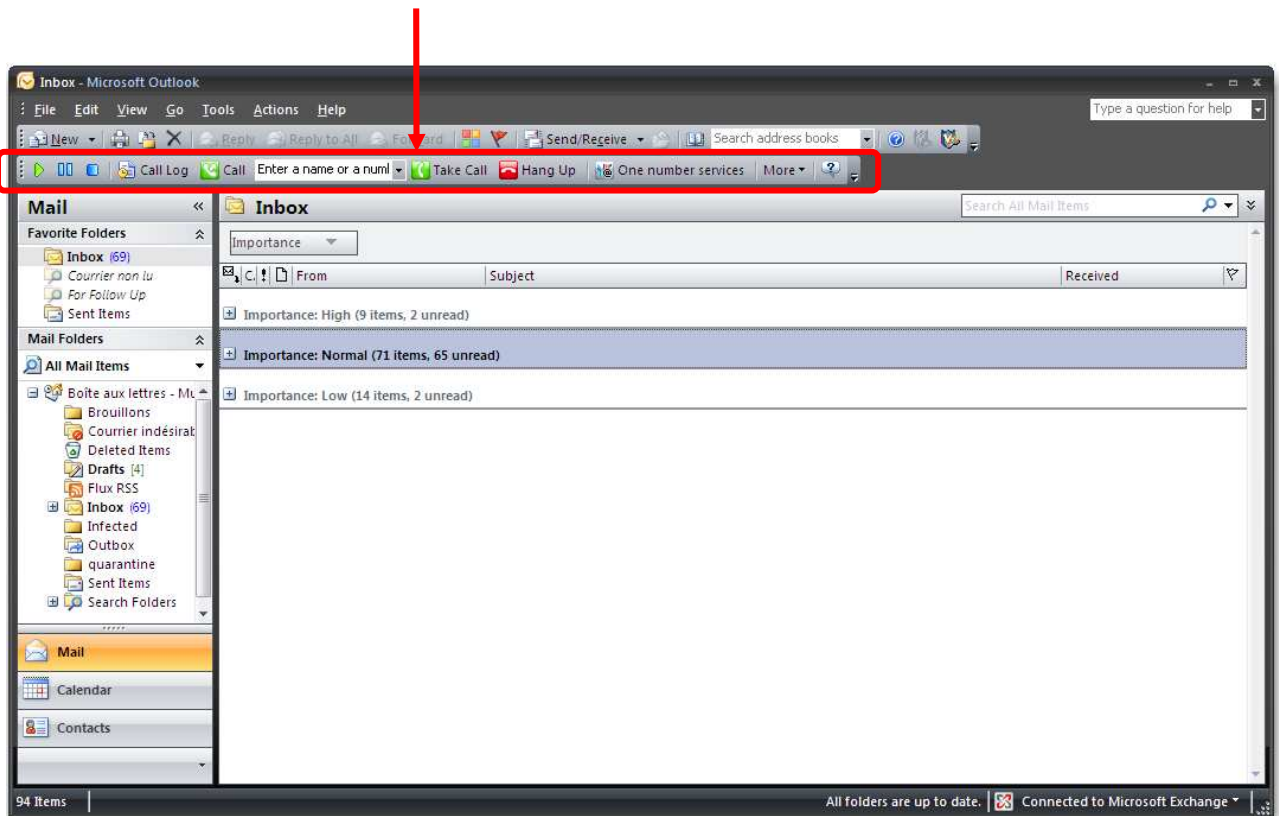 Inbox - Microsoft Outlook
File Edit View Go Tools Actions Help Type a question for help
New Reply Reply to All Forward Send/Receive Search address books
Call Log Call Enter a name or a numl Take Call Hang Up One number services More
Mail « Inbox Search All Mail Items
Favorite Folders
Importance
Inbox (69)
Courrier non lu
C. ! From Subject Received
For Follow Up
Sent Items
Importance: High (9 items, 2 unread)
Mail Folders
Importance: Normal (71 items, 65 unread)
All Mail Items
Boîte aux lettres - Mu
Importance: Low (14 items, 2 unread)
Brouillons
Courrier indésirat
Deleted Items
Drafts [4]
Flux RSS
Inbox (69)
Infected
Outbox
quarantine
Sent Items
Search Folders
Mail
Calendar
Contacts
94 Items All folders are up to date. Connected to Microsoft Exchange